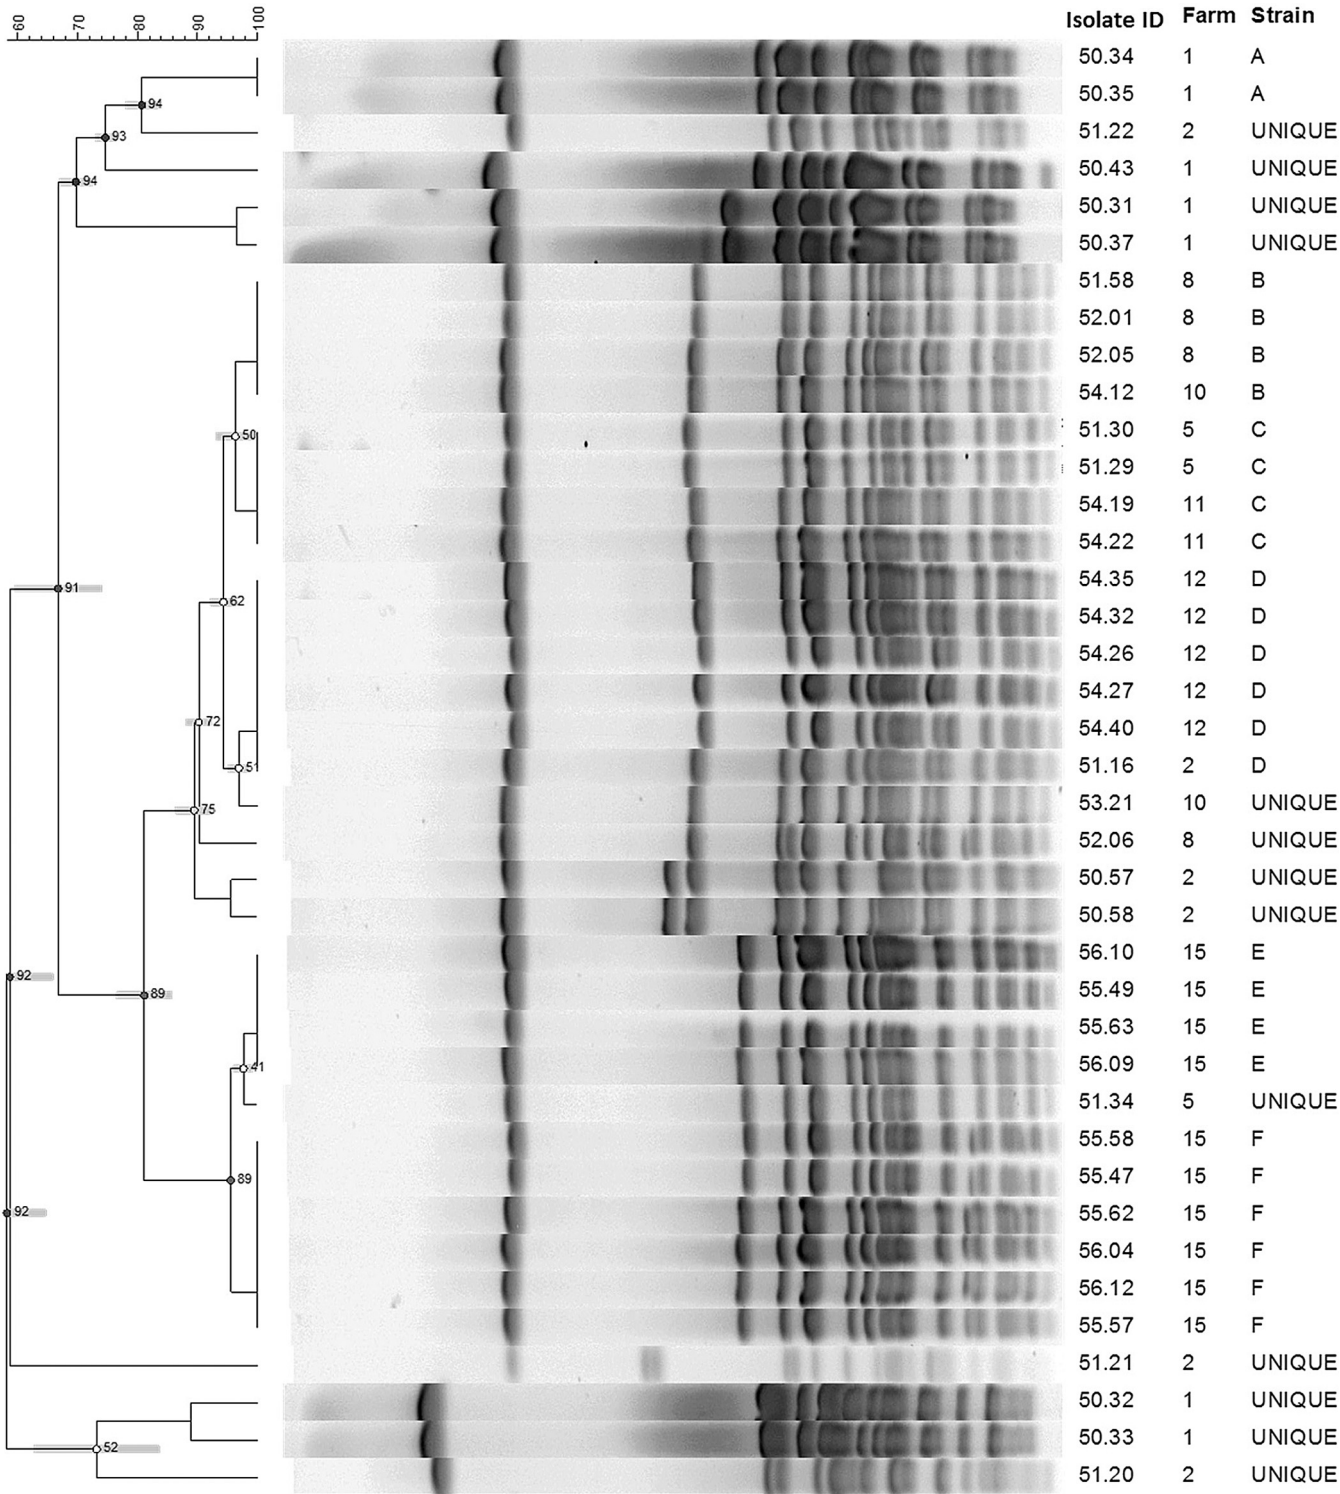 60 70 80 90 100 Isolate ID Farm Strain
50.34 1 A
50.35 1 A
94
51.22 2 UNIQUE
93
50.43 1 UNIQUE
94
50.31 1 UNIQUE
50.37 1 UNIQUE
51.58 8 B
52.01 8 B
52.05 8 B
54.12 10 B
50
51.30 5 C
51.29 5 C
54.19 11 C
54.22 11 C
54.35 12 D
91
62
54.32 12 D
54.26 12 D
54.27 12 D
72
54.40 12 D
51
51.16 2 D
53.21 10 UNIQUE
75
52.06 8 UNIQUE
50.57 2 UNIQUE
50.58 2 UNIQUE
56.10 15 E
92
55.49 15 E
89
55.63 15 E
56.09 15 E
41
51.34 5 UNIQUE
55.58 15 F
55.47 15 F
89
55.62 15 F
92
56.04 15 F
56.12 15 F
55.57 15 F
51.21 2 UNIQUE
50.32 1 UNIQUE
50.33 1 UNIQUE
52
51.20 2 UNIQUE